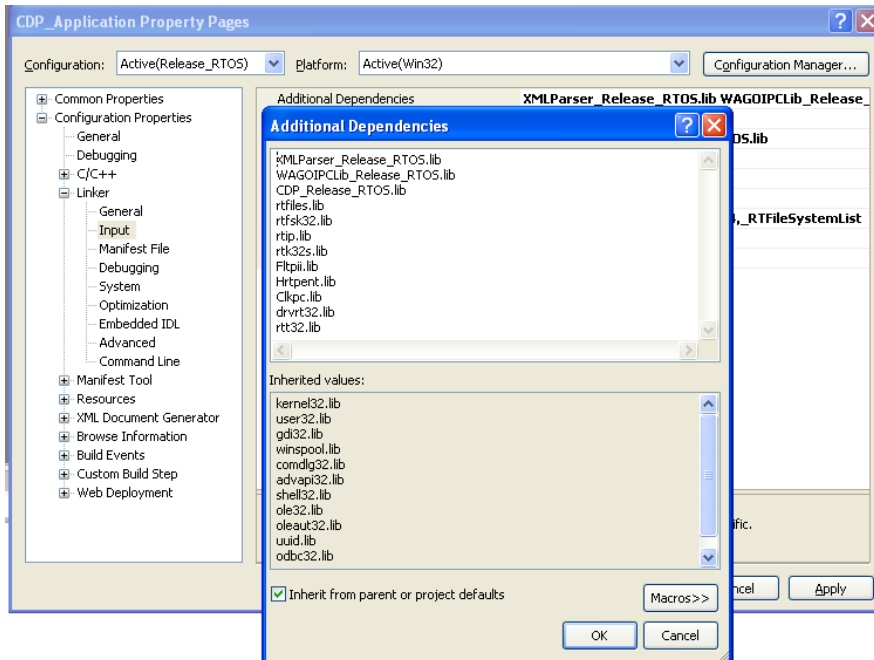 CDP_Application Property Pages
Configuration: Active(Release_RTOS) Platform: Active(Win32) Configuration Manager...
Common Properties
Configuration Properties
General
Debugging
C/C++
Linker
General
Input
Manifest File
Debugging
System
Optimization
Embedded IDL
Advanced
Command Line
Manifest Tool
Resources
XML Document Generator
Browse Information
Build Events
Custom Build Step
Web Deployment
Additional Dependencies XMLParser_Release_RTOS.lib WAGOIPCLib_Release_
OS.lib
,_RTFileSystemList
Additional Dependencies
XMLParser_Release_RTOS.lib
WAGOIPCLib_Release_RTOS.lib
CDP_Release_RTOS.lib
rtfiles.lib
rtfsk32.lib
rtip.lib
rtk32s.lib
Fltpii.lib
Hrtpent.lib
Clkpc.lib
drvrt32.lib
rtt32.lib
Inherited values:
kernel32.lib
user32.lib
gdi32.lib
winspool.lib
comdlg32.lib
advapi32.lib
shell32.lib
ole32.lib
oleaut32.lib
uuid.lib
odbc32.lib
Inherit from parent or project defaults
Macros>>
OK Cancel
ific.
ncel Apply